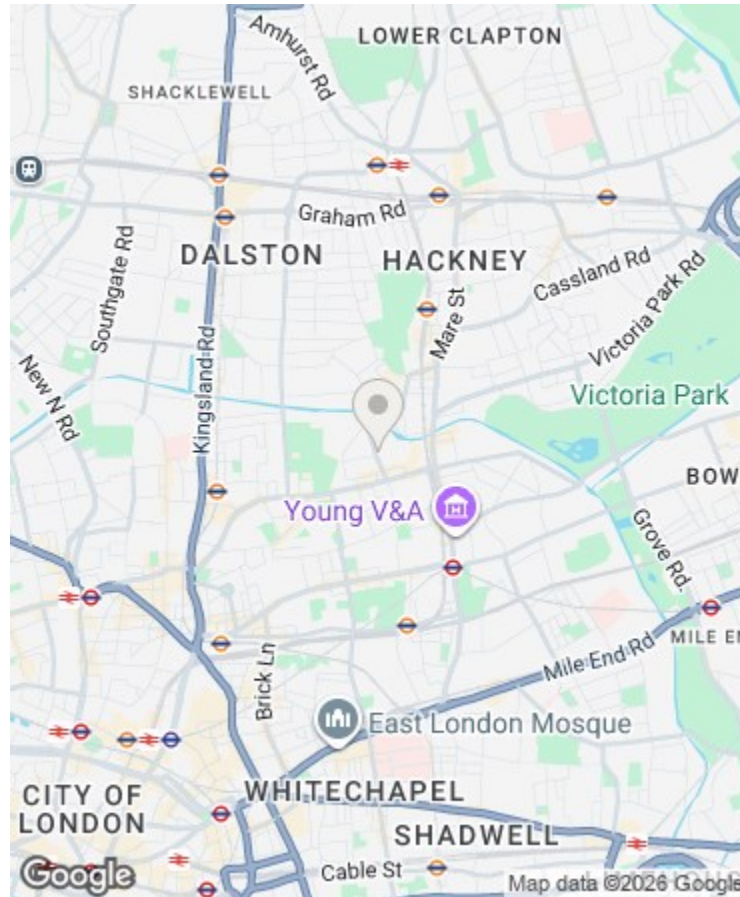 LOWER CLAPTON
Amhurst Rd
SHACKLEWELL
Graham Rd
DALSTON
HACKNEY
Cassland Rd
Southgate Rd
Mare St
Victoria Park Rd
New N Rd
Kingsland Rd
Victoria Park
BOW
Young V&A
Grove Rd.
MILE EN
Mile End Rd
Brick Ln
East London Mosque
WHITECHAPEL
CITY OF
LONDON
SHADWELL
Cable St
Google
Map data ©2026 Google